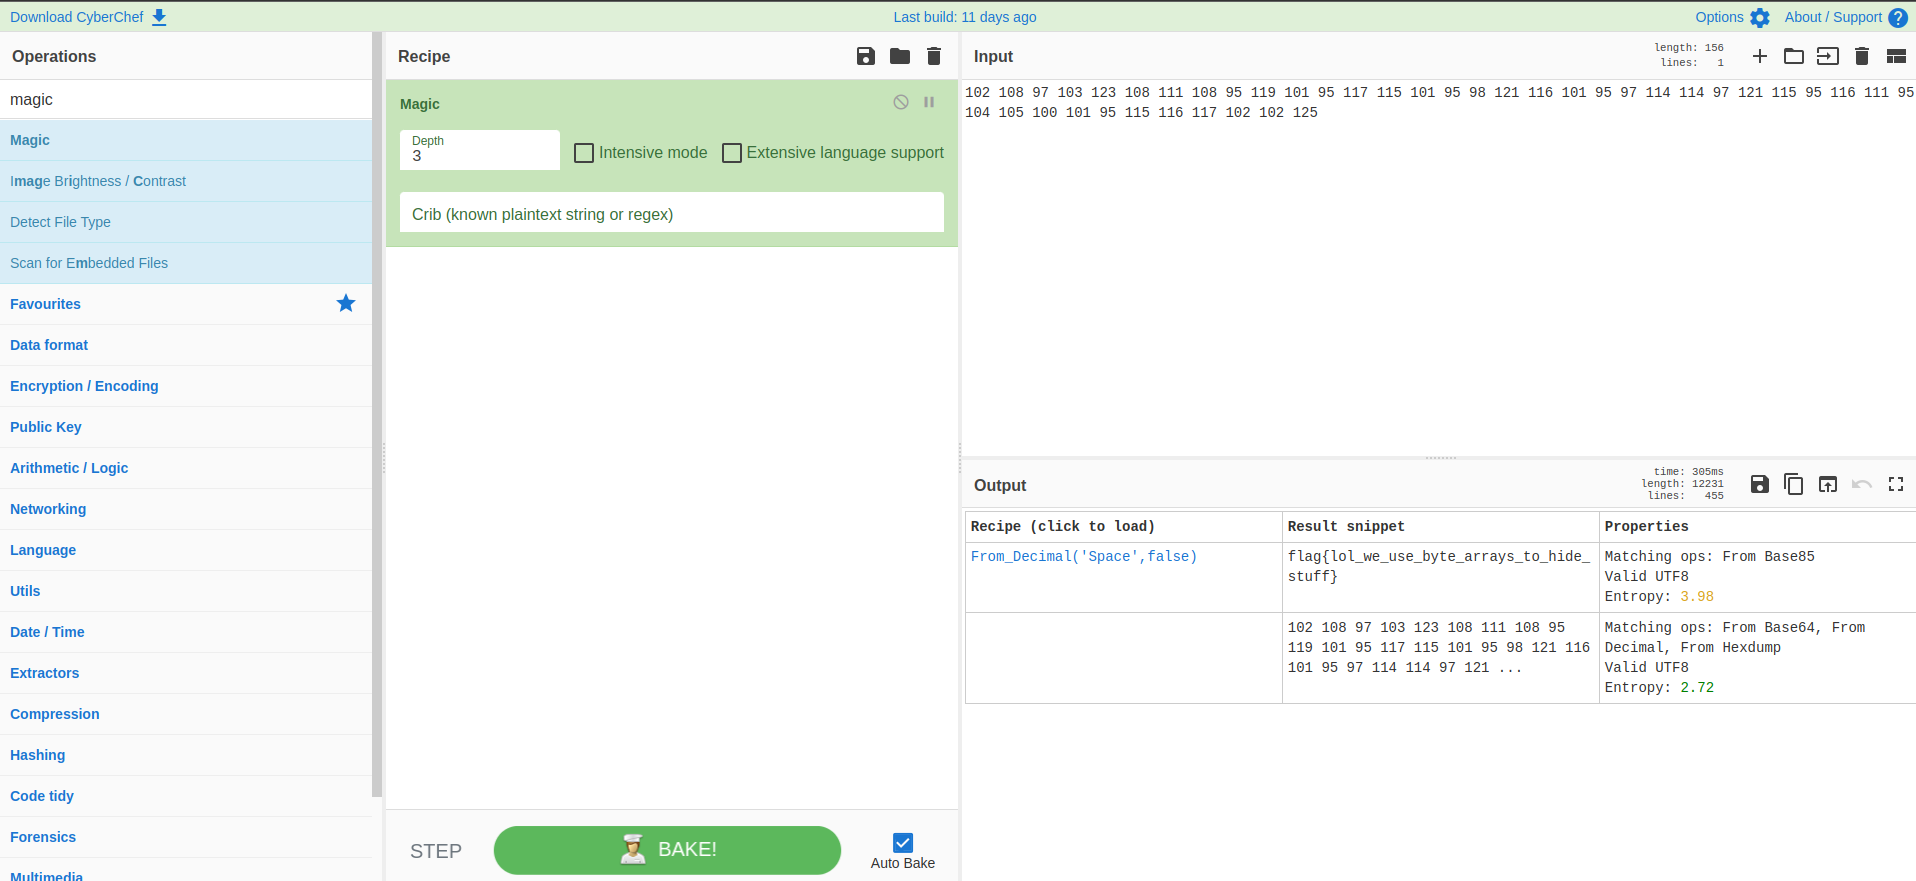 Download CyberChef
Last build: 11 days ago
Options
About / Support
Operations
magic
Magic
Image Brightness / Contrast
Detect File Type
Scan for Embedded Files
Favourites
Data format
Encryption / Encoding
Public Key
Arithmetic / Logic
Networking
Language
Utils
Date / Time
Extractors
Compression
Hashing
Code tidy
Forensics
Multimedia
Recipe
Magic
Depth
3
Intensive mode
Extensive language support
Crib (known plaintext string or regex)
STEP
BAKE!
Auto Bake
Input
length: 156
lines: 1
102 108 97 103 123 108 111 108 95 119 101 95 117 115 101 95 98 121 116 101 95 97 114 114 97 121 115 95 116 111 95
104 105 100 101 95 115 116 117 102 102 125
Output
time: 305ms
length: 12231
lines: 455
Recipe (click to load)
Result snippet
Properties
From_Decimal('Space',false)
flag{lol_we_use_byte_arrays_to_hide_
stuff}
Matching ops: From Base85
Valid UTF8
Entropy: 3.98
102 108 97 103 123 108 111 108 95
119 101 95 117 115 101 95 98 121 116
101 95 97 114 114 97 121 ...
Matching ops: From Base64, From
Decimal, From Hexdump
Valid UTF8
Entropy: 2.72